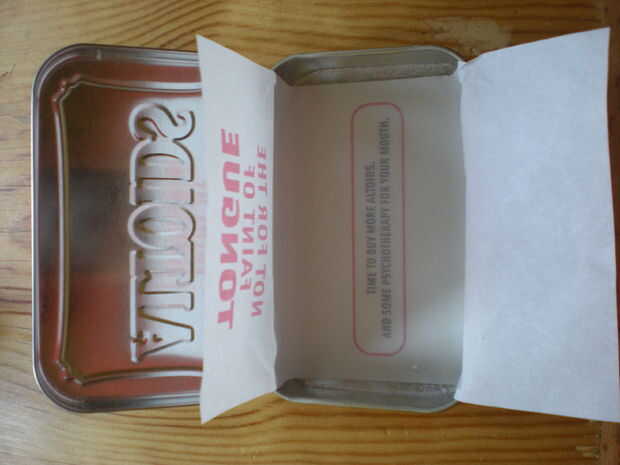 ALTOIDS
NOT FOR THE
FAINT OF
TONGUE
TIME TO BUY MORE ALTOIDS.
AND SOME PSYCHOTHERAPY FOR YOUR MOUTH.